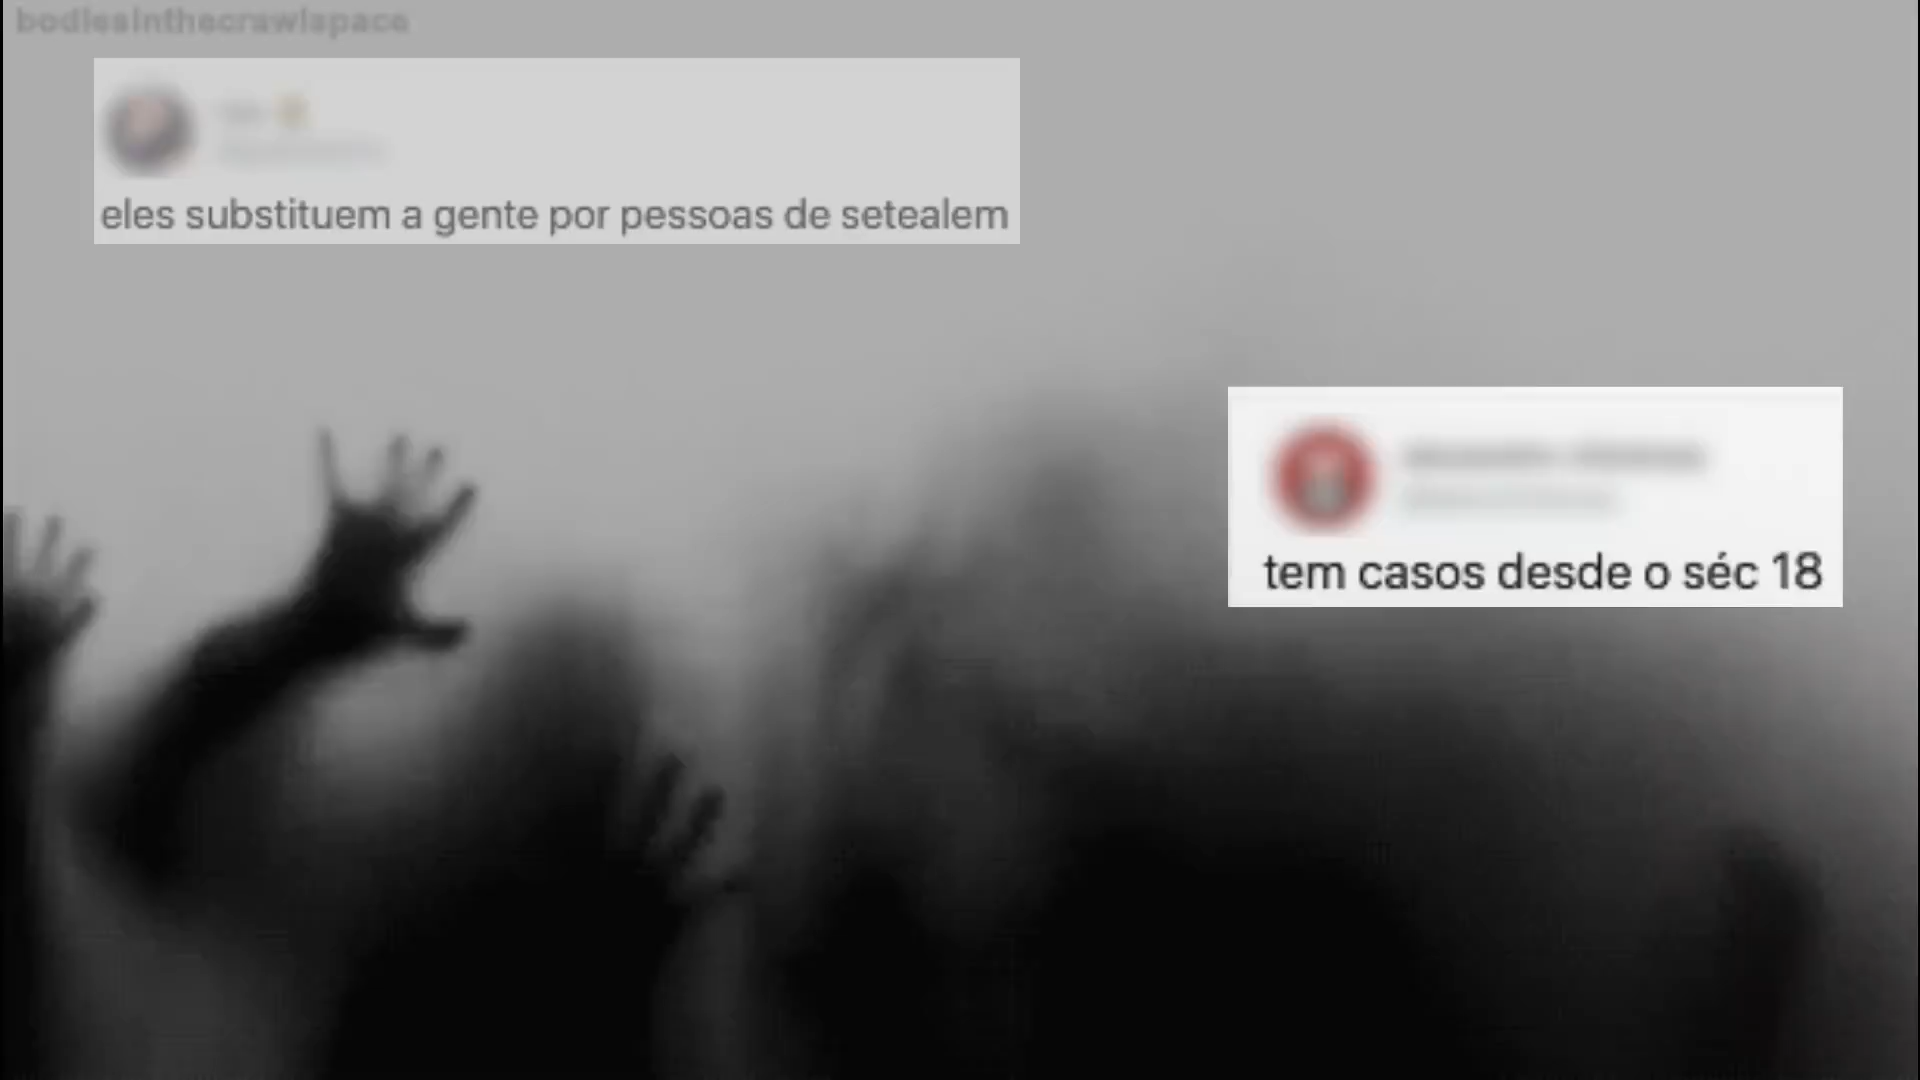 bodiesinthecrawlspace
eles substituem a gente por pessoas de setealem
tem casos desde o séc 18